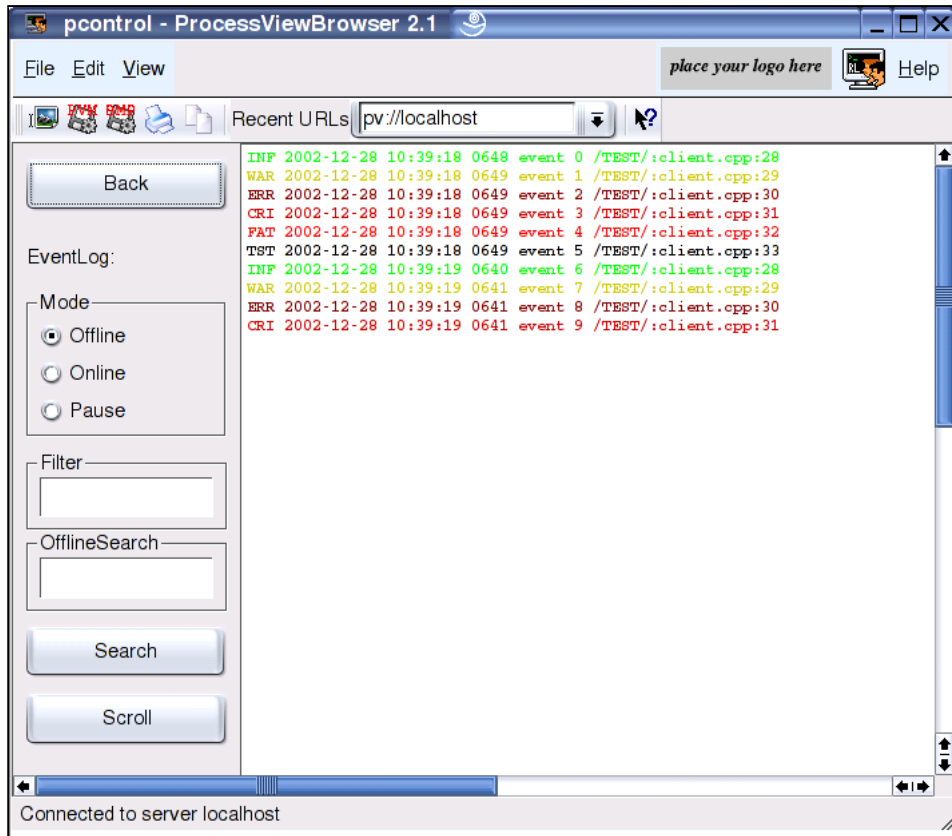 pcontrol - ProcessViewBrowser 2.1
File Edit View
place your logo here
Help
Recent URLs
pv://localhost
Back
EventLog:
Mode
Offline
Online
Pause
Filter
OfflineSearch
Search
Scroll
INF 2002-12-28 10:39:18 0648 event 0 /TEST/:client.cpp:28
WAR 2002-12-28 10:39:18 0649 event 1 /TEST/:client.cpp:29
ERR 2002-12-28 10:39:18 0649 event 2 /TEST/:client.cpp:30
CRI 2002-12-28 10:39:18 0649 event 3 /TEST/:client.cpp:31
FAT 2002-12-28 10:39:18 0649 event 4 /TEST/:client.cpp:32
TST 2002-12-28 10:39:18 0649 event 5 /TEST/:client.cpp:33
INF 2002-12-28 10:39:19 0640 event 6 /TEST/:client.cpp:28
WAR 2002-12-28 10:39:19 0641 event 7 /TEST/:client.cpp:29
ERR 2002-12-28 10:39:19 0641 event 8 /TEST/:client.cpp:30
CRI 2002-12-28 10:39:19 0641 event 9 /TEST/:client.cpp:31
Connected to server localhost